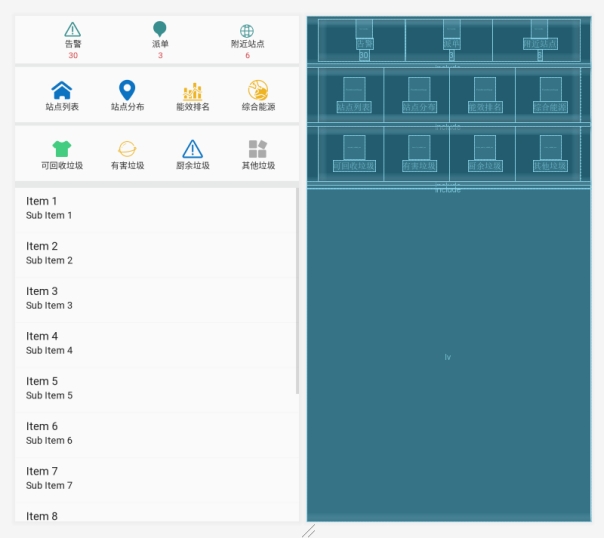 告警 派单 附近站点
30 3 6
站点列表 站点分布 能效排名 综合能源
可回收垃圾 有害垃圾 厨余垃圾 其他垃圾
Item 1
Sub Item 1
Item 2
Sub Item 2
Item 3
Sub Item 3
Item 4
Sub Item 4
Item 5
Sub Item 5
Item 6
Sub Item 6
Item 7
Sub Item 7
Item 8
告警 派单 附近站点
30 3 6
include
站点列表 站点分布 能效排名 综合能源
include
可回收垃圾 有害垃圾 厨余垃圾 其他垃圾
include
lv